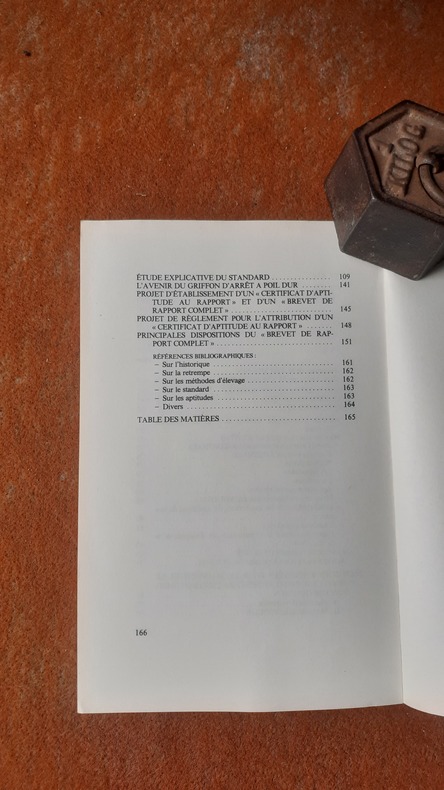 KILOG
ÉTUDE EXPLICATIVE DU STANDARD ................ 109
L'AVENIR DU GRIFFON D'ARRÊT A POIL DUR ........ 141
PROJET D'ÉTABLISSEMENT D'UN « CERTIFICAT D'APTI-
TUDE AU RAPPORT » ET D'UN « BREVET DE
RAPPORT COMPLET » ........................... 145
PROJET DE RÉGLEMENT POUR L'ATTRIBUTION D'UN
« CERTIFICAT D'APTITUDE AU RAPPORT » ....... 148
PRINCIPALES DISPOSITIONS DU « BREVET DE RAP-
PORT COMPLET » ............................... 151
RÉFÉRENCES BIBLIOGRAPHIQUES :
– Sur l'historique ................................ 161
– Sur la retrempe ................................ 162
– Sur les méthodes d'élevage ...................... 162
– Sur le standard ................................ 163
– Sur les aptitudes ............................... 163
– Divers ........................................ 164
TABLE DES MATIÈRES .............................. 165
166